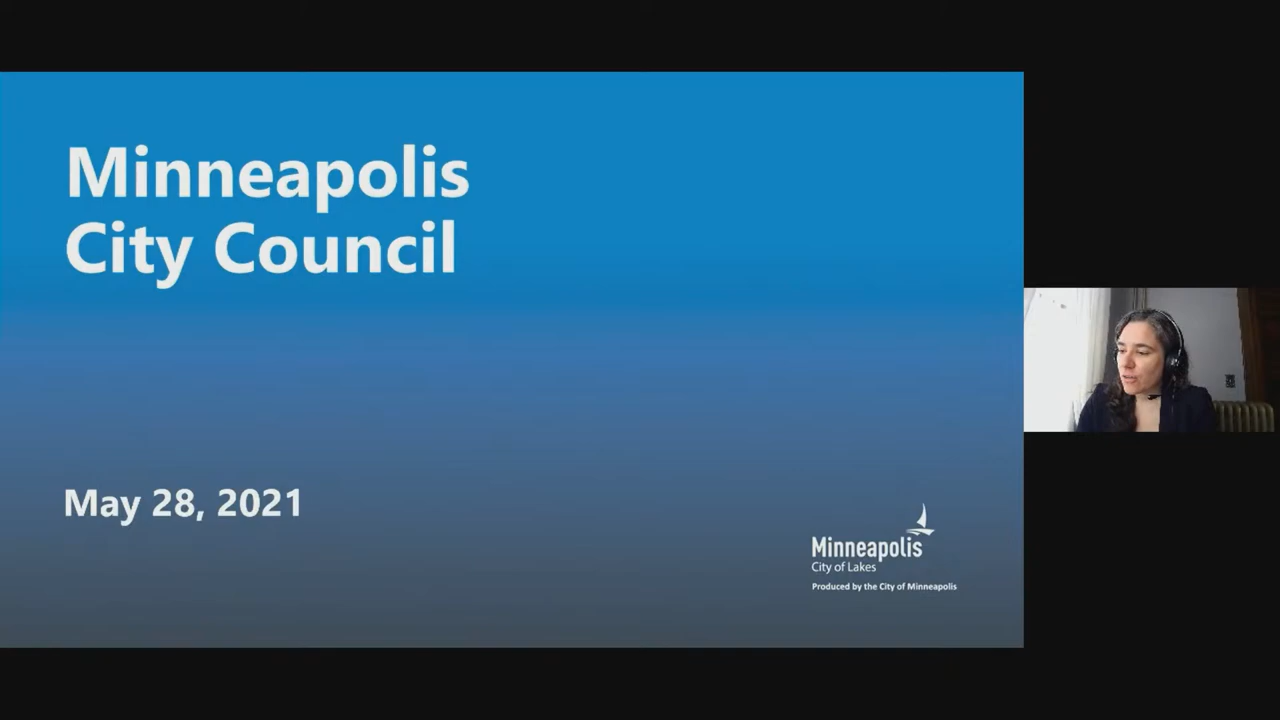 Minneapolis
City Council
May 28, 2021
Minneapolis
City of Lakes
Produced by the City of Minneapolis